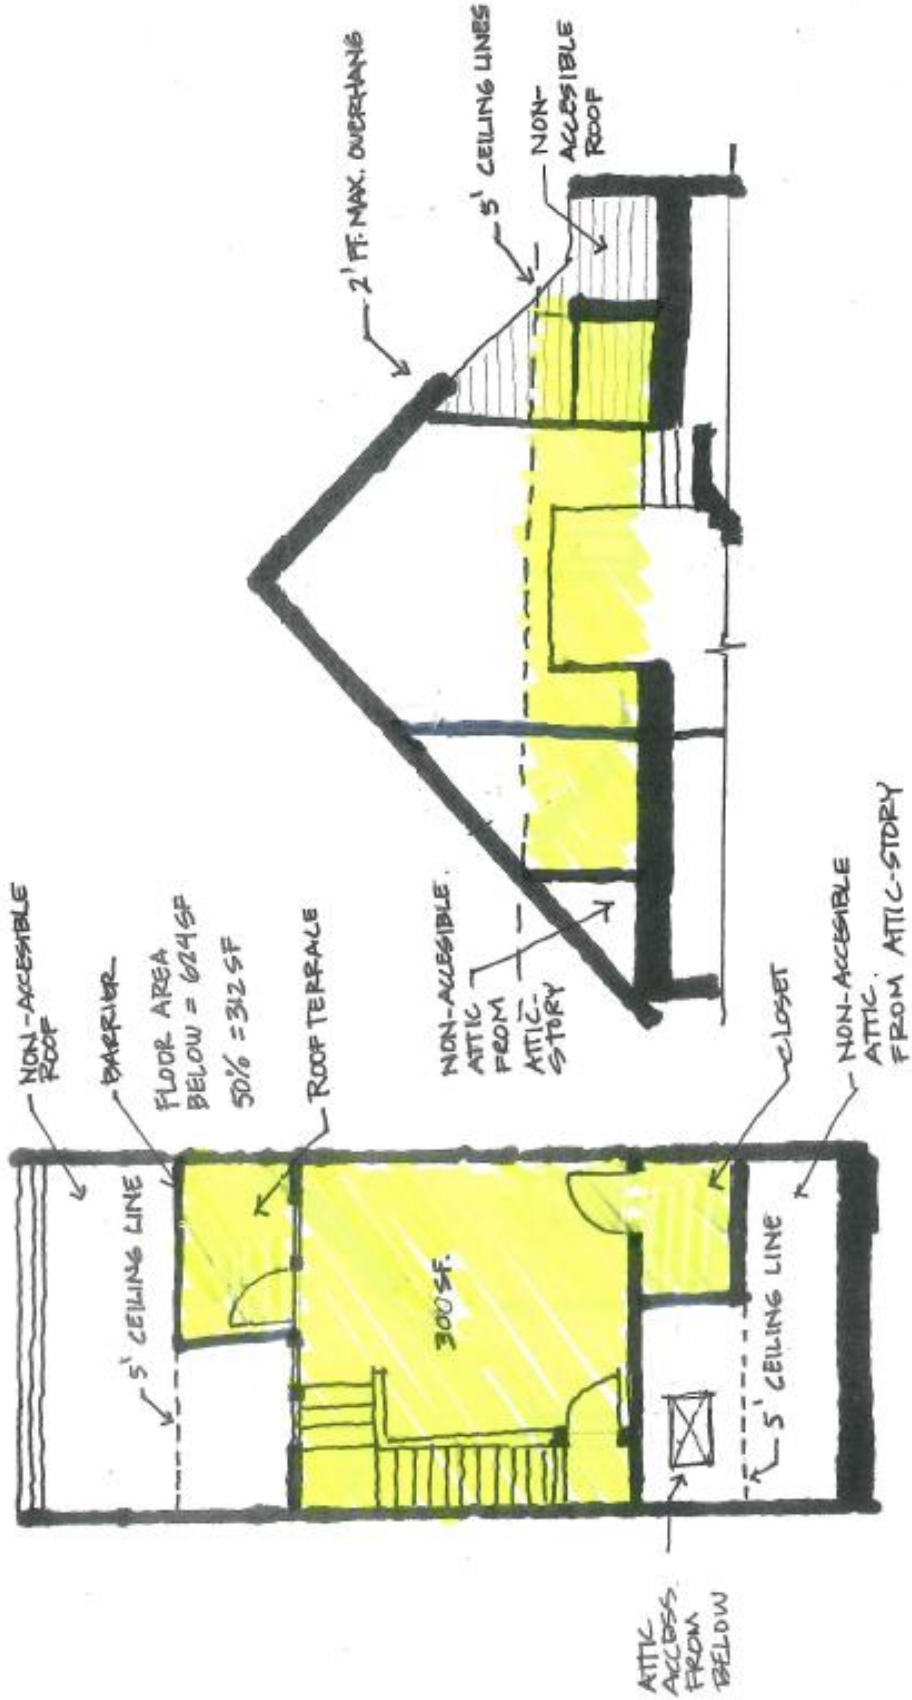 ATTIC
ACCESS
FROM
BELOW
5' CEILING LINE
NON-ACCESIBLE
ROOF
BARRIER
FLOOR AREA
BELOW = 624 SF
50% = 312 SF
ROOF TERRACE
300 SF.
5' CEILING LINE
CLOSET
NON-ACCESIBLE
ATTIC.
FROM ATTIC-STORY
2' FT. MAX. OVERHANG
5' CEILING LINES
NON-
ACCESIBLE
ROOF
NON-ACCESIBLE.
ATTIC
FROM
ATTIC-
STORY